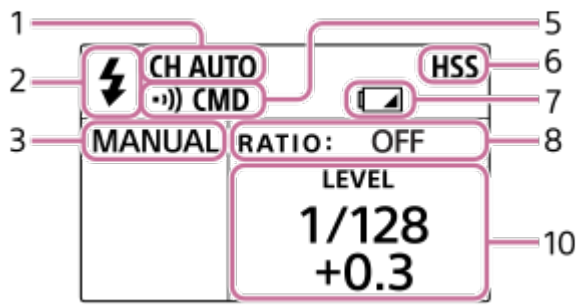 1
5
2
CH AUTO
HSS
6
•))) CMD
7
3
MANUAL
RATIO: OFF
8
LEVEL
1/128
+0.3
10